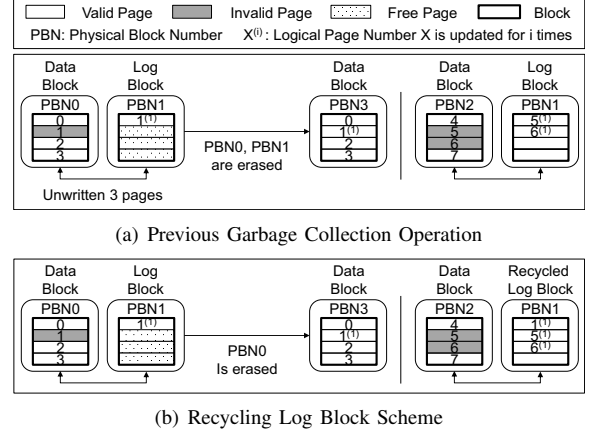 Valid Page Invalid Page Free Page Block
PBN: Physical Block Number X(i) : Logical Page Number X is updated for i times
Data Block Log Block Data Block Data Block Log Block
PBN0 PBN1 PBN3 PBN2 PBN1
0 1(1) 0 4 5(1)
1 1(1) 5 6(1)
2 2 6
3 3 7
PBN0, PBN1
are erased
Unwritten 3 pages
(a) Previous Garbage Collection Operation
Data Block Log Block Data Block Data Block Recycled Log Block
PBN0 PBN1 PBN3 PBN2 PBN1
0 1(1) 0 4 1(1)
1 1(1) 5 5(1)
2 2 6 6(1)
3 3 7
PBN0
Is erased
(b) Recycling Log Block Scheme